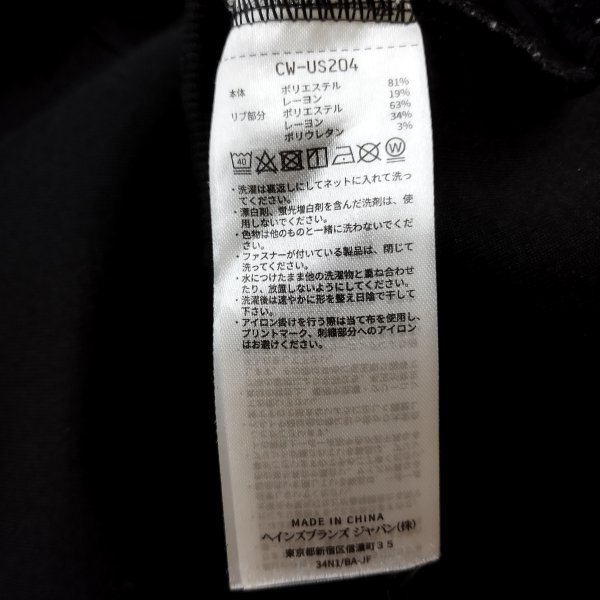 CW-US204
本体 ポリエステル 81%
レーヨン 19%
リブ部分 ポリエステル 63%
レーヨン 34%
ポリウレタン 3%
40 W
・洗濯は裏返しにしてネットに入れて洗っ
てください。
・漂白剤、蛍光増白剤を含んだ洗剤は、使
用しないでください。
・色物は他のものと一緒に洗わないでくだ
さい。
・ファスナーが付いている製品は、閉じて
洗ってください。
・水につけたまま他の洗濯物と重ね合わせ
たり、放置しないようにしてください。
・洗濯後は速やかに形を整え日陰で干して
下さい。
・アイロン掛けを行う際は当て布を使用し、
プリントマーク、刺繍部分へのアイロン
はお避けください。
MADE IN CHINA
ヘインズブランズ ジャパン(株)
東京都新宿区信濃町35
34N1/BA-JF